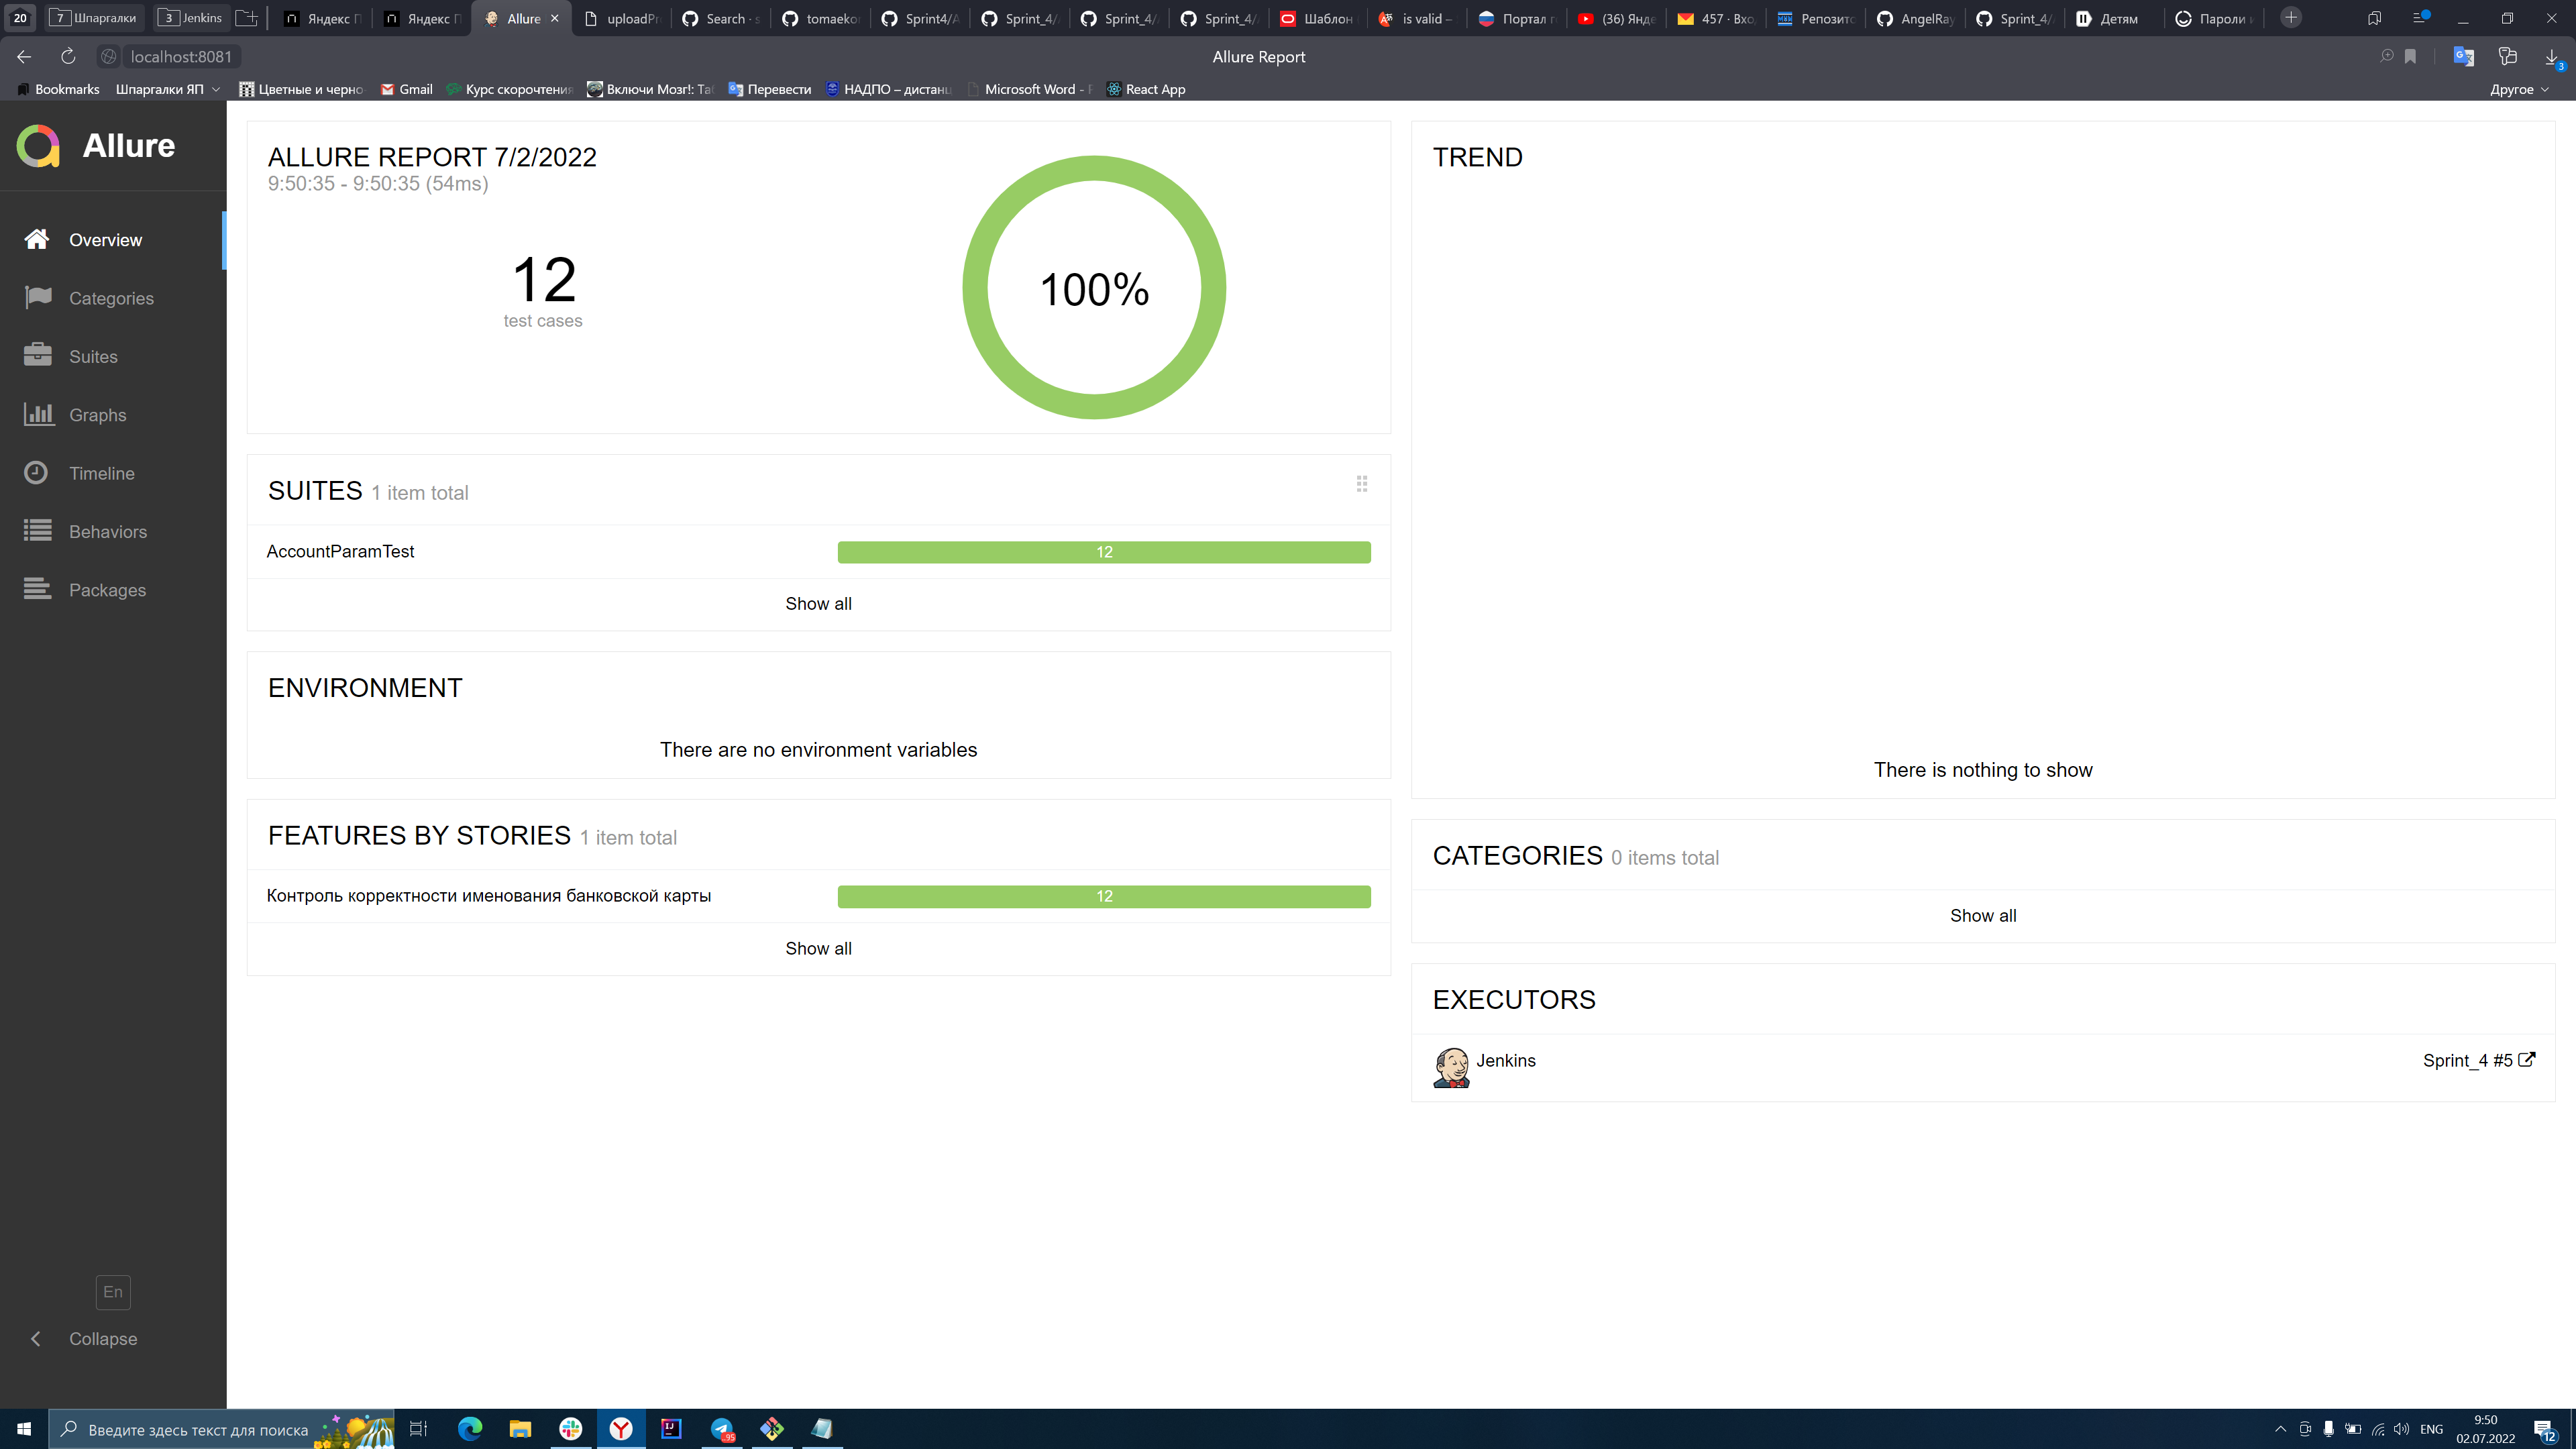 20
7 Шпаргалки
3 Jenkins
Яндекс П
Яндекс П
Allure
uploadPr
Search · s
tomaeko
Sprint4/A
Sprint_4/
Sprint_4/
Sprint_4/
Шаблон
is valid –
Портал г
(36) Янде
457 · Вхо
Репозито
AngelRay
Sprint_4/
Детям
Пароли и
localhost:8081
Allure Report
3
Bookmarks
Шпаргалки ЯП
Цветные и черно
Gmail
Курс скорочтения
Включи Мозг!: Та
Перевести
НАДПО – дистанц
Microsoft Word - 
React App
Другое
Allure
Overview
Categories
Suites
Graphs
Timeline
Behaviors
Packages
En
Collapse
ALLURE REPORT 7/2/2022
9:50:35 - 9:50:35 (54ms)
12
test cases
100%
SUITES 1 item total
AccountParamTest
12
Show all
ENVIRONMENT
There are no environment variables
FEATURES BY STORIES 1 item total
Контроль корректности именования банковской карты
12
Show all
TREND
There is nothing to show
CATEGORIES 0 items total
Show all
EXECUTORS
Jenkins
Sprint_4 #5
Введите здесь текст для поиска
95
ENG
9:50
02.07.2022
12